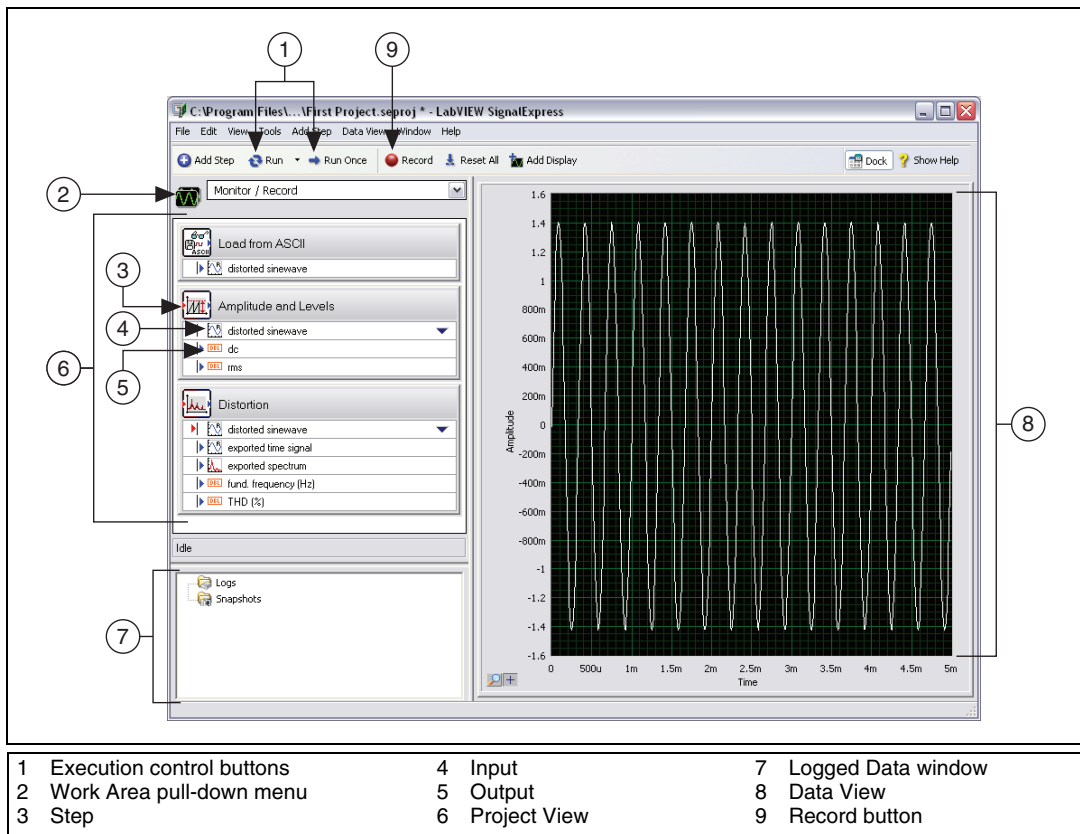 1
9
C:\Program Files\...\First Project.seproj * - LabVIEW SignalExpress
File Edit View Tools Add Step Data View Window Help
Add Step Run Run Once Record Reset All Add Display Dock Show Help
2
Monitor / Record
Load from ASCII
distorted sinewave
3
Amplitude and Levels
4
distorted sinewave
DBL dc
5
DBL rms
6
Distortion
distorted sinewave
exported time signal
exported spectrum
DBL fund. frequency (Hz)
DBL THD (%)
Idle
7
Logs
Snapshots
1.6
1.4
1.2
1
800m
600m
400m
200m
0
-200m
-400m
-600m
-800m
-1
-1.2
-1.4
-1.6
Amplitude
0 500u 1m 1.5m 2m 2.5m 3m 3.5m 4m 4.5m 5m
Time
8
1 Execution control buttons 4 Input 7 Logged Data window
2 Work Area pull-down menu 5 Output 8 Data View
3 Step 6 Project View 9 Record button